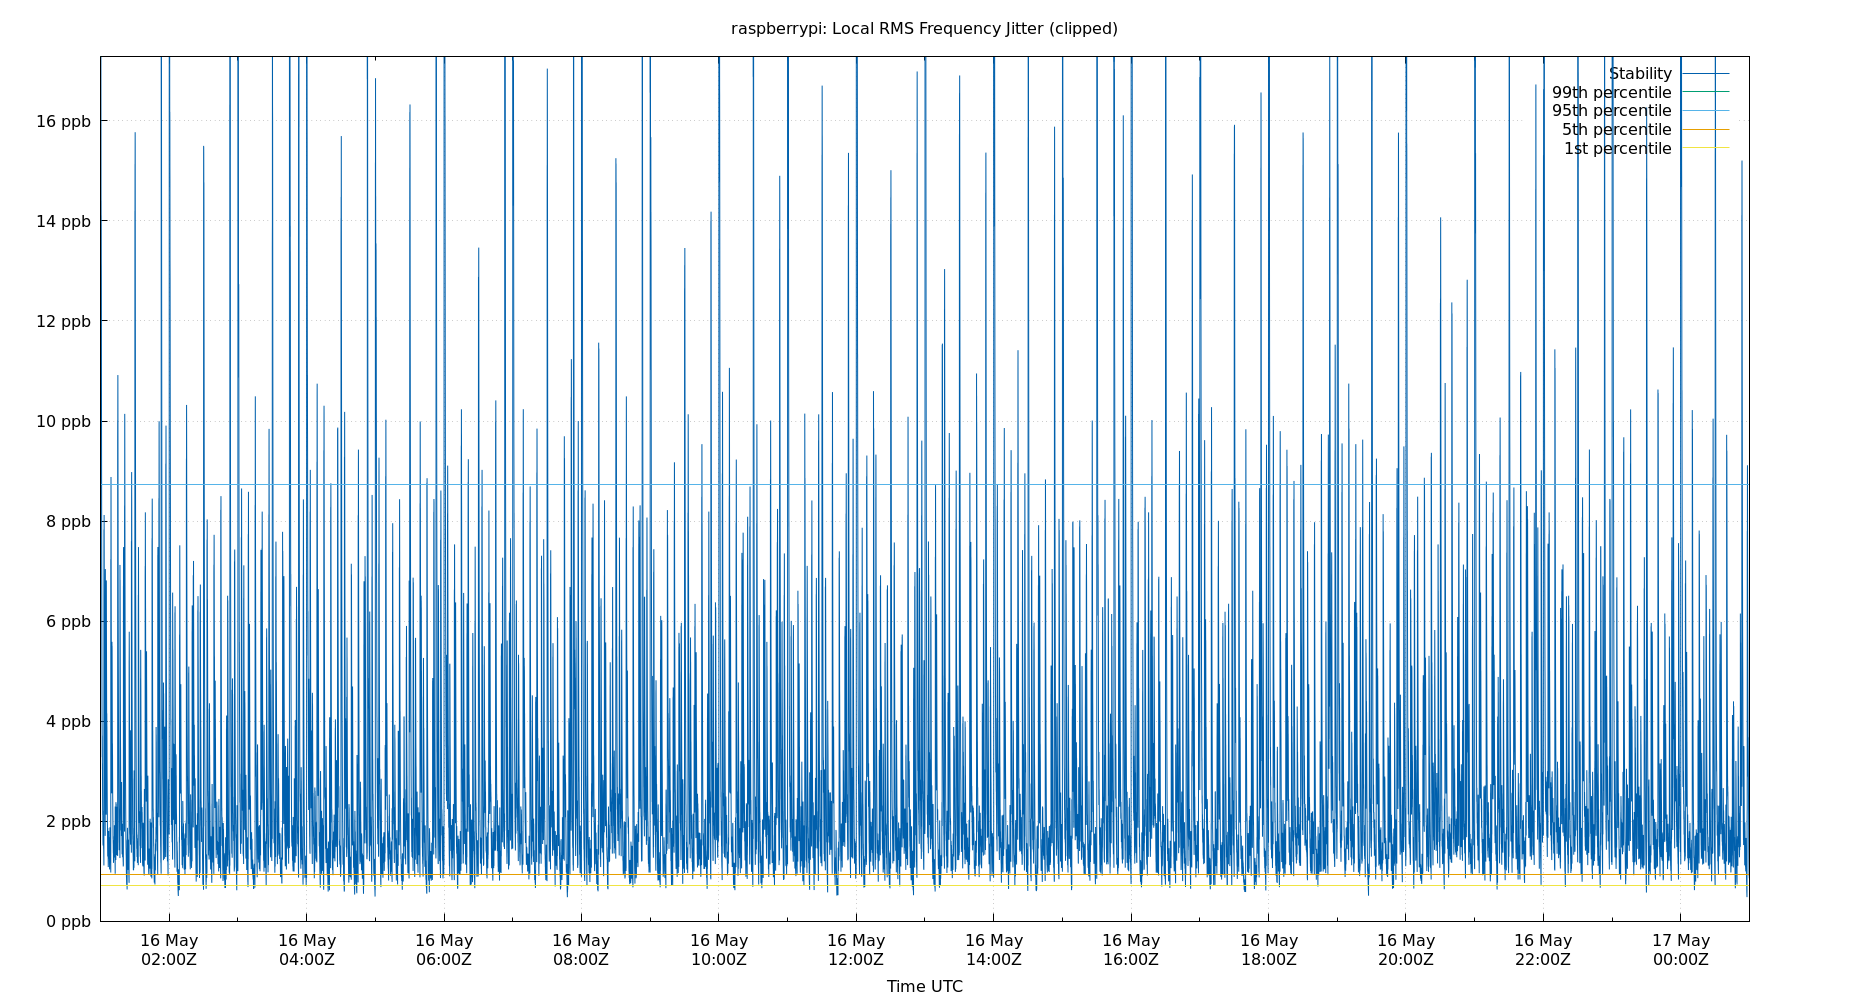 raspberrypi: Local RMS Frequency Jitter (clipped)
Stability
99th percentile
95th percentile
5th percentile
1st percentile
16 ppb
14 ppb
12 ppb
10 ppb
8 ppb
6 ppb
4 ppb
2 ppb
0 ppb
16 May 16 May 16 May 16 May 16 May 16 May 16 May 16 May 16 May 16 May 16 May 17 May
02:00Z 04:00Z 06:00Z 08:00Z 10:00Z 12:00Z 14:00Z 16:00Z 18:00Z 20:00Z 22:00Z 00:00Z
Time UTC